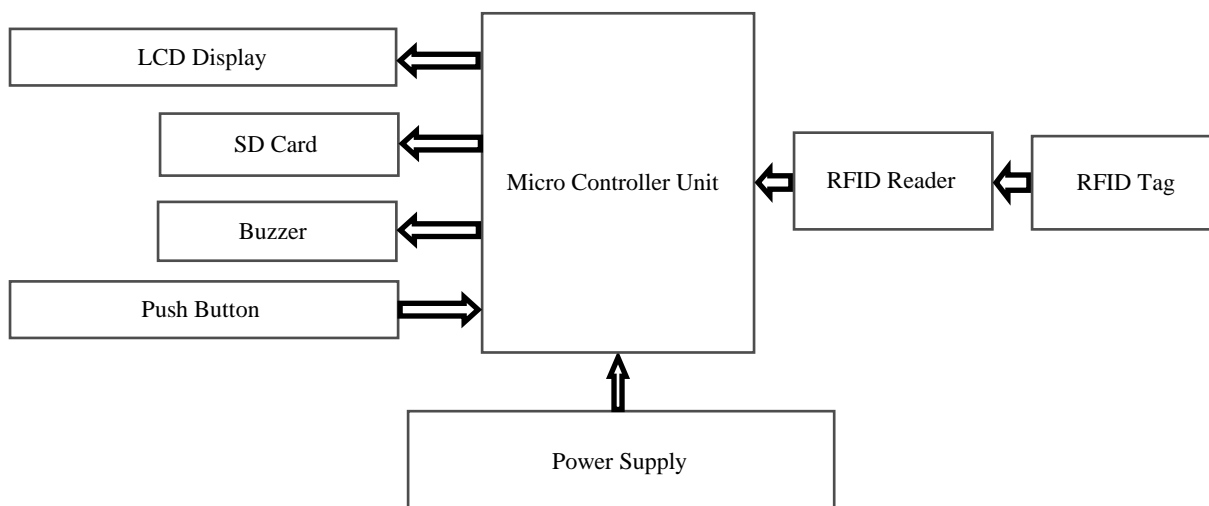 LCD Display
SD Card
Buzzer
Push Button
Micro Controller Unit
RFID Reader
RFID Tag
Power Supply